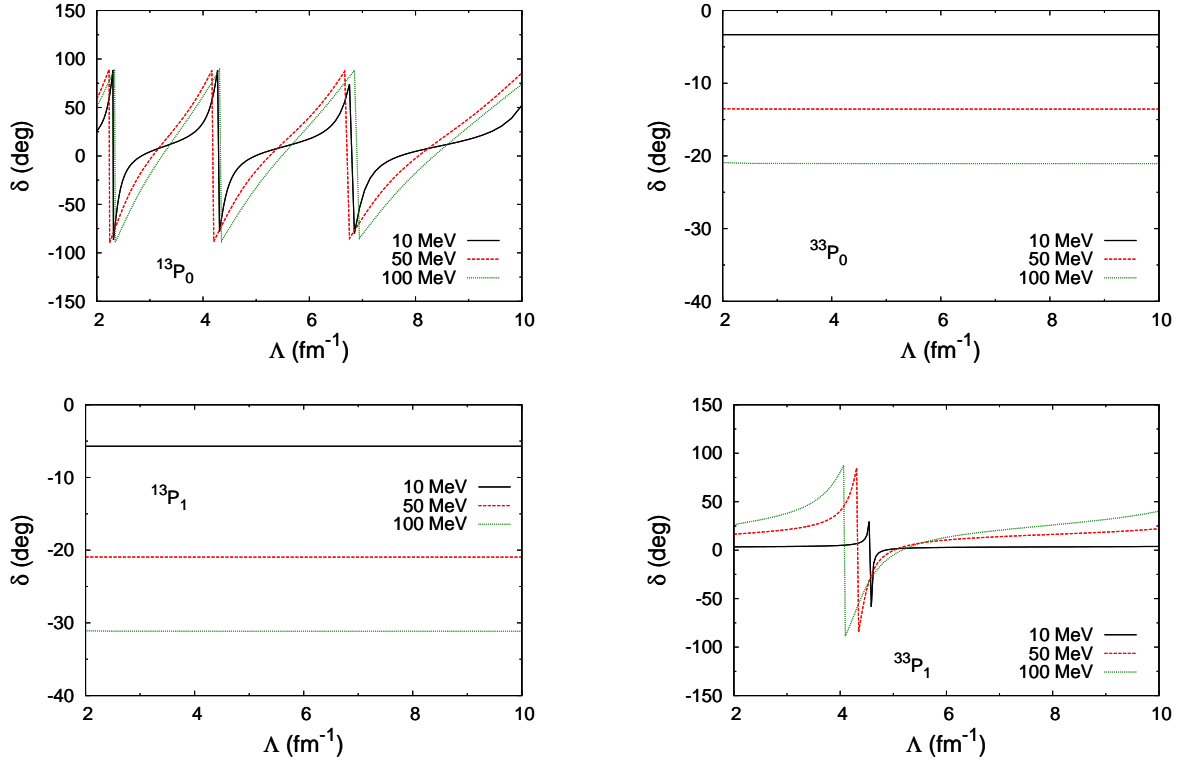 150
100
50
0
-50
-100
-150
δ (deg)
¹³P₀
10 MeV
50 MeV
100 MeV
2 4 6 8 10
Λ (fm⁻¹)
0
-10
-20
-30
-40
δ (deg)
³³P₀
10 MeV
50 MeV
100 MeV
2 4 6 8 10
Λ (fm⁻¹)
0
-10
-20
-30
-40
δ (deg)
¹³P₁
10 MeV
50 MeV
100 MeV
2 4 6 8 10
Λ (fm⁻¹)
150
100
50
0
-50
-100
-150
δ (deg)
³³P₁
10 MeV
50 MeV
100 MeV
2 4 6 8 10
Λ (fm⁻¹)